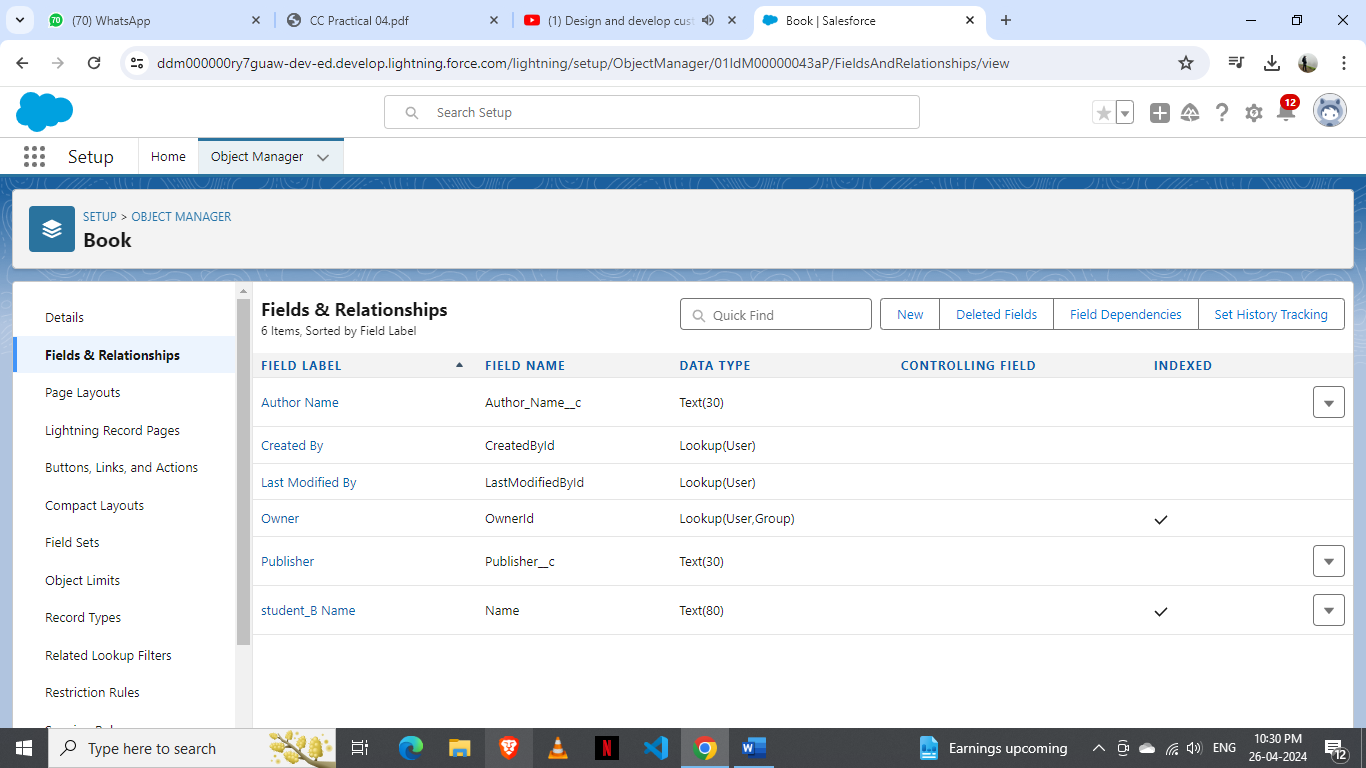 (70) WhatsApp
CC Practical 04.pdf
(1) Design and develop cust
Book | Salesforce
ddm000000ry7guaw-dev-ed.develop.lightning.force.com/lightning/setup/ObjectManager/01IdM00000043aP/FieldsAndRelationships/view
Search Setup
12
Setup
Home
Object Manager
SETUP > OBJECT MANAGER
Book
Details
Fields & Relationships
Page Layouts
Lightning Record Pages
Buttons, Links, and Actions
Compact Layouts
Field Sets
Object Limits
Record Types
Related Lookup Filters
Restriction Rules
Fields & Relationships
6 Items, Sorted by Field Label
Quick Find
New
Deleted Fields
Field Dependencies
Set History Tracking
FIELD LABEL FIELD NAME DATA TYPE CONTROLLING FIELD INDEXED
Author Name Author_Name__c Text(30)
Created By CreatedById Lookup(User)
Last Modified By LastModifiedById Lookup(User)
Owner OwnerId Lookup(User,Group)
Publisher Publisher__c Text(30)
student_B Name Name Text(80)
Type here to search
Earnings upcoming
ENG
10:30 PM
26-04-2024
12